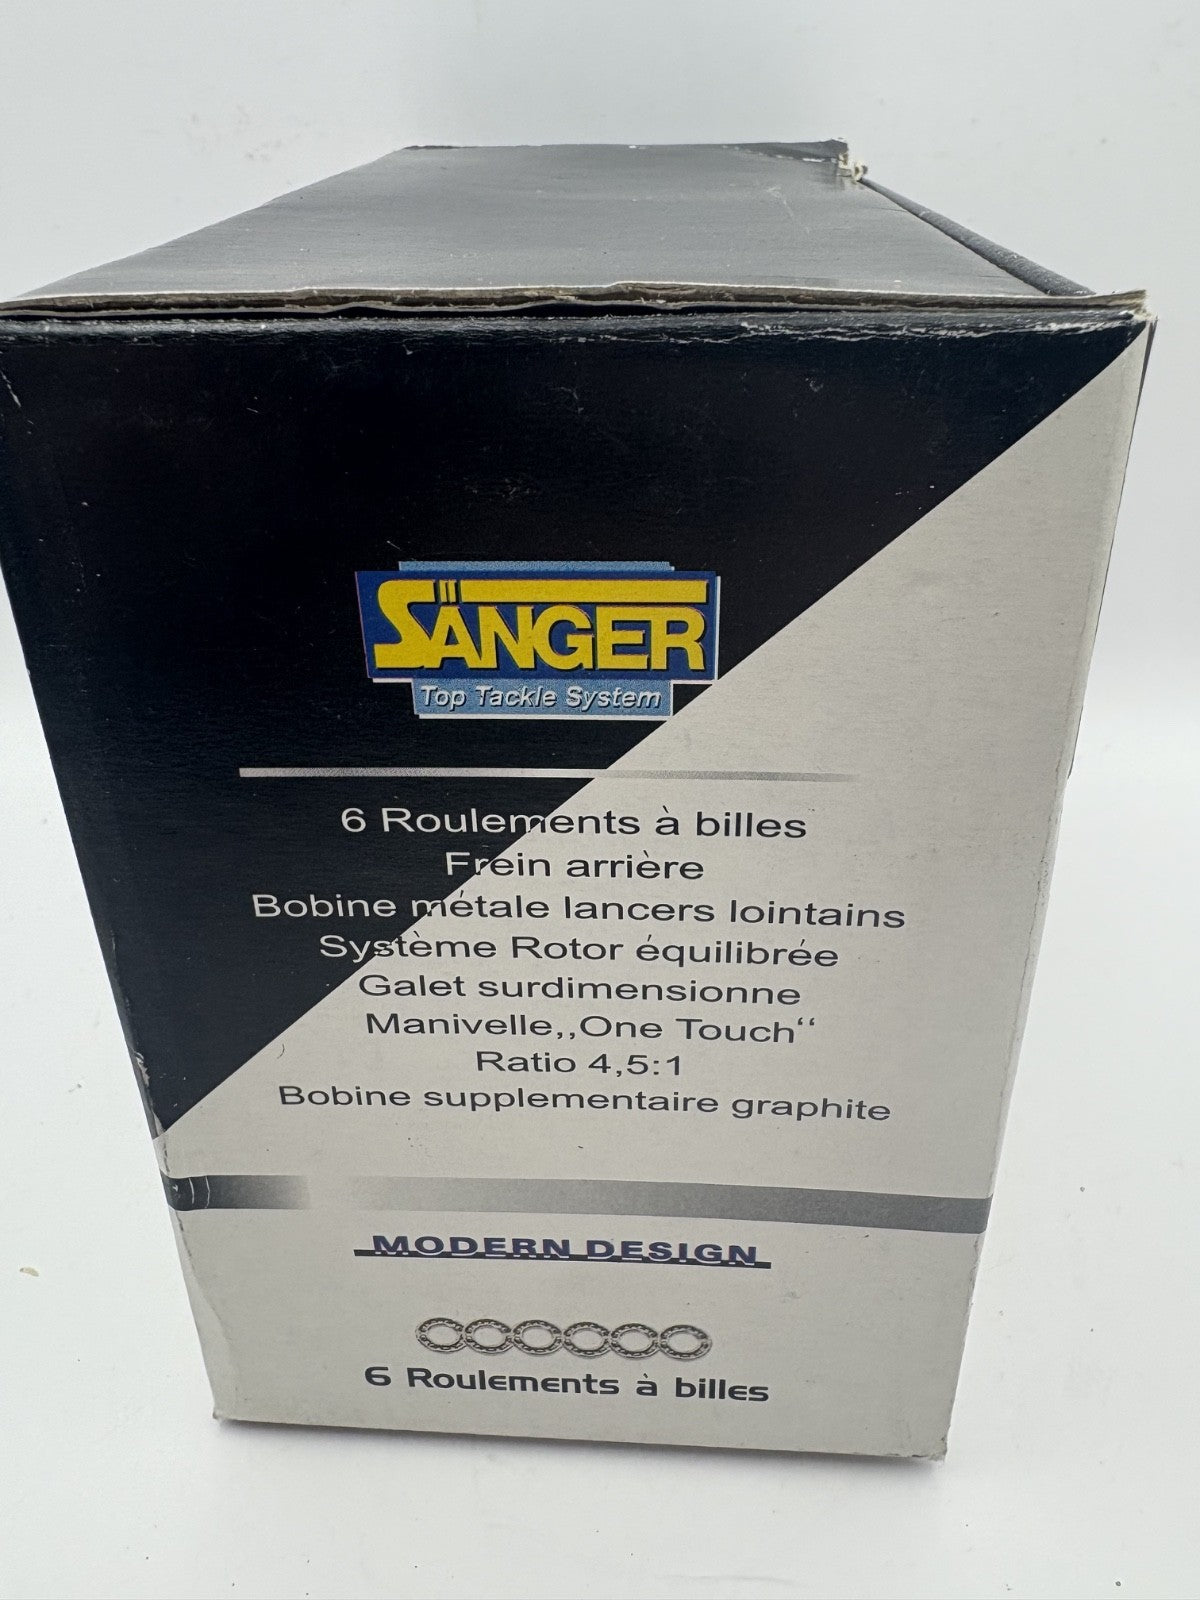 SÄNGER
Top Tackle System
6 Roulements à billes
Frein arrière
Bobine métale lancers lointains
Système Rotor équilibrée
Galet surdimensionne
Manivelle,,One Touch“
Ratio 4,5:1
Bobine supplementaire graphite
MODERN DESIGN
6 Roulements à billes